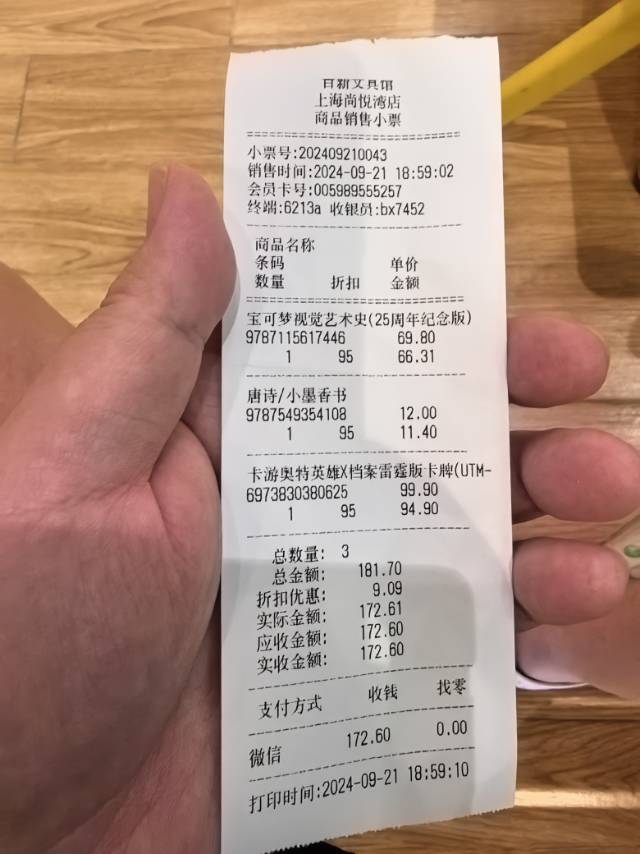 百新文具馆
上海尚悦湾店
商品销售小票
小票号:202409210043
销售时间:2024-09-21 18:59:02
会员卡号:005989555257
终端:6213a 收银员:bx7452
商品名称
条码 单价
数量 折扣 金额
宝可梦视觉艺术史(25周年纪念版)
9787115617446 69.80
1 95 66.31
唐诗/小墨香书
9787549354108 12.00
1 95 11.40
卡游奥特英雄X档案雷霆版卡牌(UTM-
6973830380625 99.90
1 95 94.90
总数量: 3
总金额: 181.70
折扣优惠: 9.09
实际金额: 172.61
应收金额: 172.60
实收金额: 172.60
支付方式 收钱 找零
微信 172.60 0.00
打印时间:2024-09-21 18:59:10